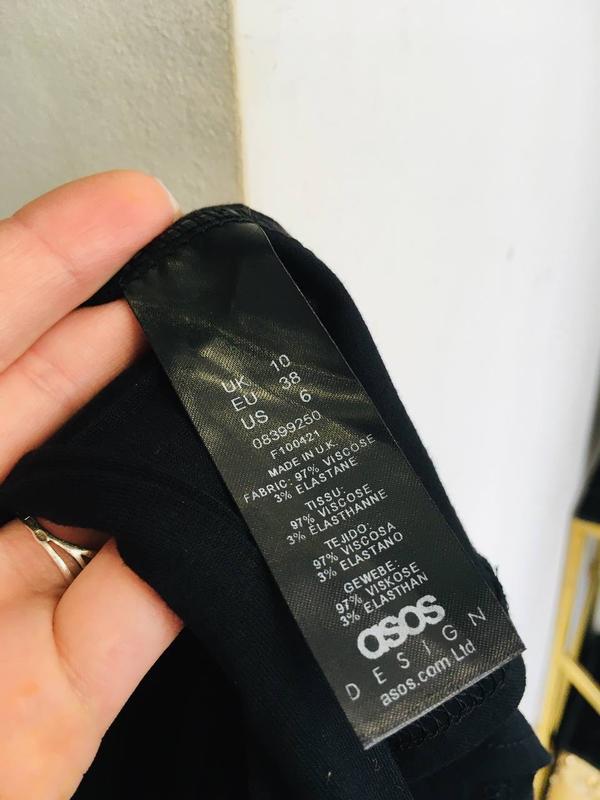 UK 10
EU 38
US 6
08399250
F100421
MADE IN U.K.
FABRIC: 97% VISCOSE
3% ELASTANE
TISSU:
97% VISCOSE
3% ELASTHANNE
TEJIDO:
97% VISCOSA
3% ELASTANO
GEWEBE:
97% VISKOSE
3% ELASTHAN
asos
DESIGN
asos.com Ltd